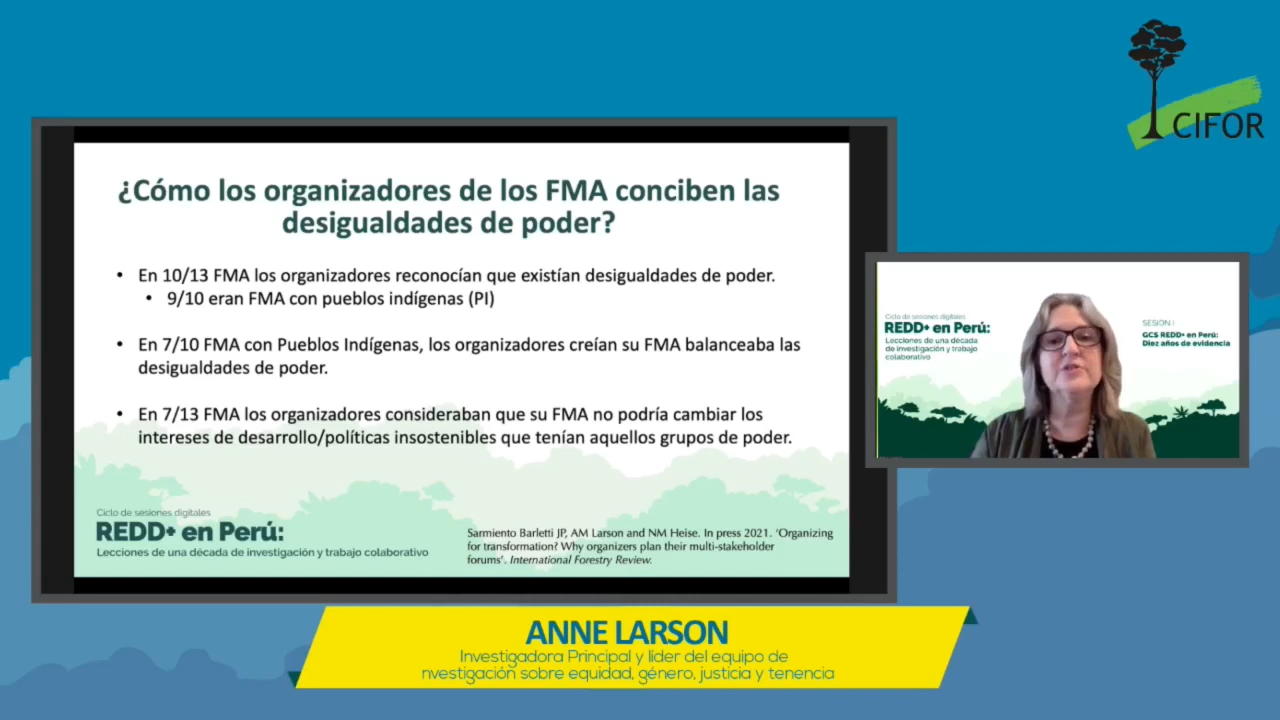 CIFOR
¿Cómo los organizadores de los FMA conciben las
desigualdades de poder?
• En 10/13 FMA los organizadores reconocían que existían desigualdades de poder.
• 9/10 eran FMA con pueblos indígenas (PI)
• En 7/10 FMA con Pueblos Indígenas, los organizadores creían su FMA balanceaba las
desigualdades de poder.
• En 7/13 FMA los organizadores consideraban que su FMA no podría cambiar los
intereses de desarrollo/políticas insostenibles que tenían aquellos grupos de poder.
Ciclo de sesiones digitales
REDD+ en Perú:
Lecciones de una década de investigación y trabajo colaborativo
Sarmiento Barletti JP, AM Larson and NM Heise. In press 2021. ‘Organizing
for transformation? Why organizers plan their multi-stakeholder
forums’. International Forestry Review.
Ciclo de sesiones digitales
REDD+ en Perú:
Lecciones de una década
de investigación y trabajo
colaborativo
SESIÓN I
GCS REDD+ en Perú:
Diez años de evidencia
ANNE LARSON
Investigadora Principal y líder del equipo de
nvestigación sobre equidad, género, justicia y tenencia